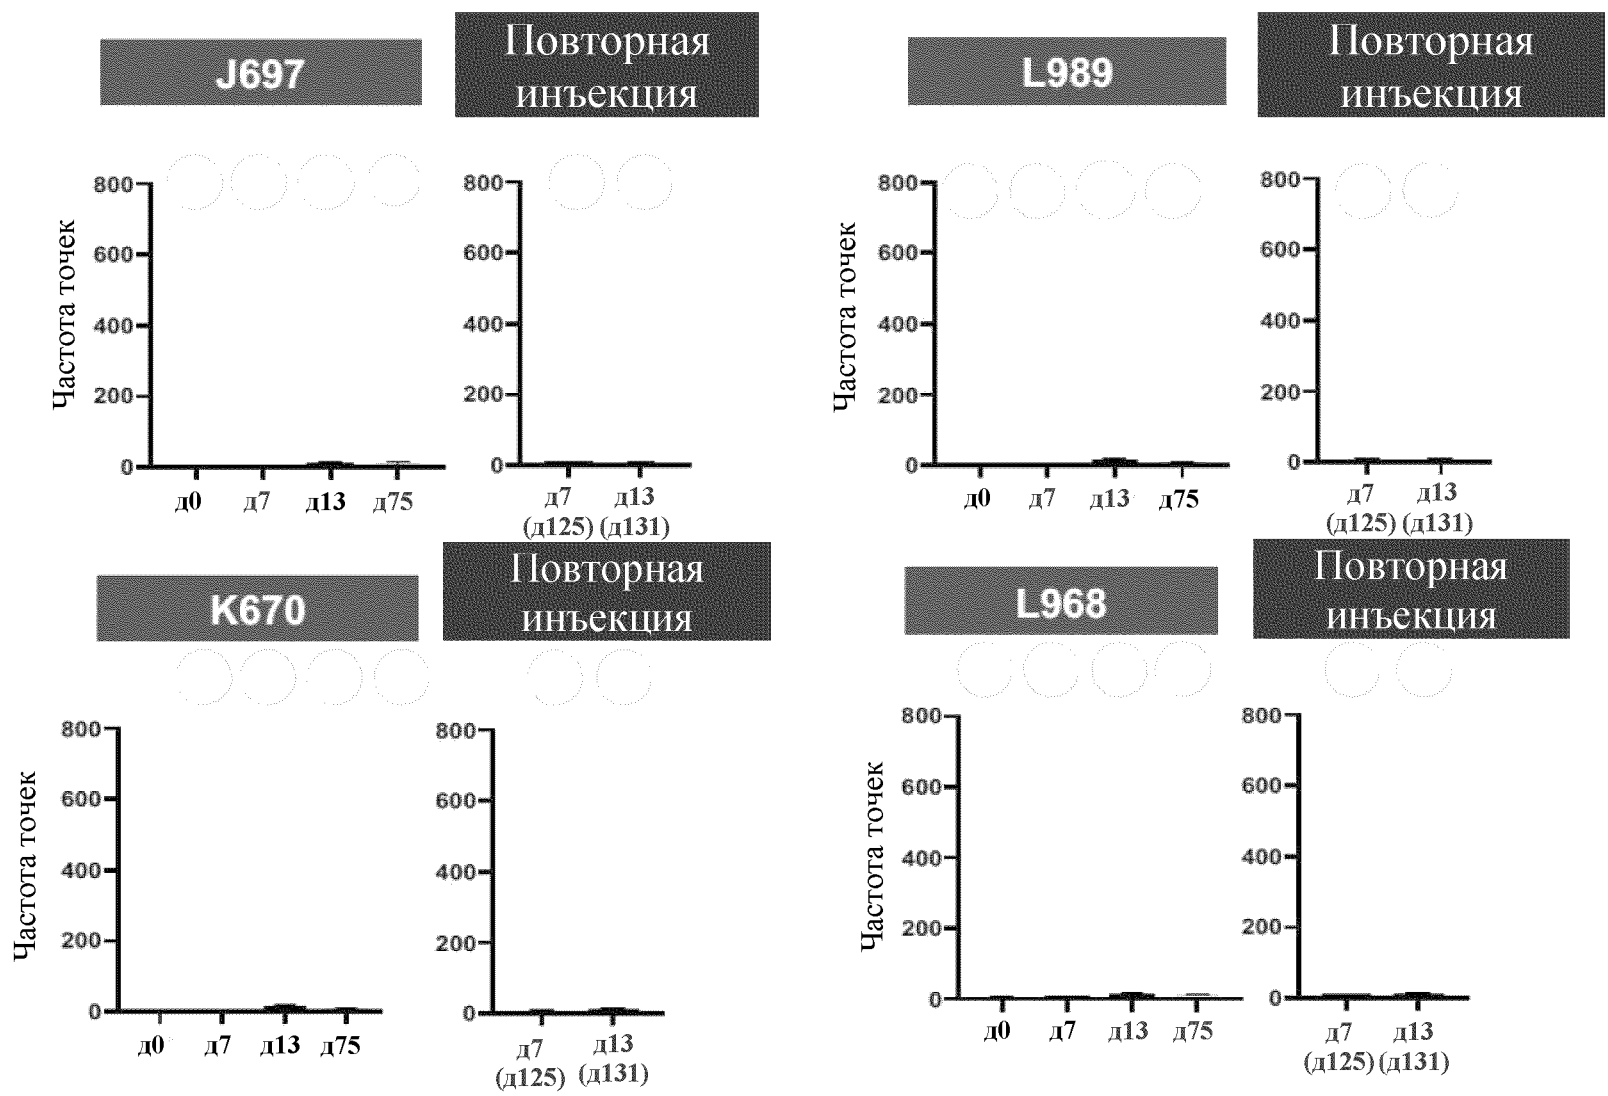 J697
Повторная
инъекция
L989
Повторная
инъекция
Частота точек
800
600
400
200
0
д0 д7 д13 д75
800
600
400
200
0
д7 д13
(д125) (д131)
Частота точек
800
600
400
200
0
д0 д7 д13 д75
800
600
400
200
0
д7 д13
(д125) (д131)
K670
Повторная
инъекция
L968
Повторная
инъекция
Частота точек
800
600
400
200
0
д0 д7 д13 д75
800
600
400
200
0
д7 д13
(д125) (д131)
Частота точек
800
600
400
200
0
д0 д7 д13 д75
800
600
400
200
0
д7 д13
(д125) (д131)